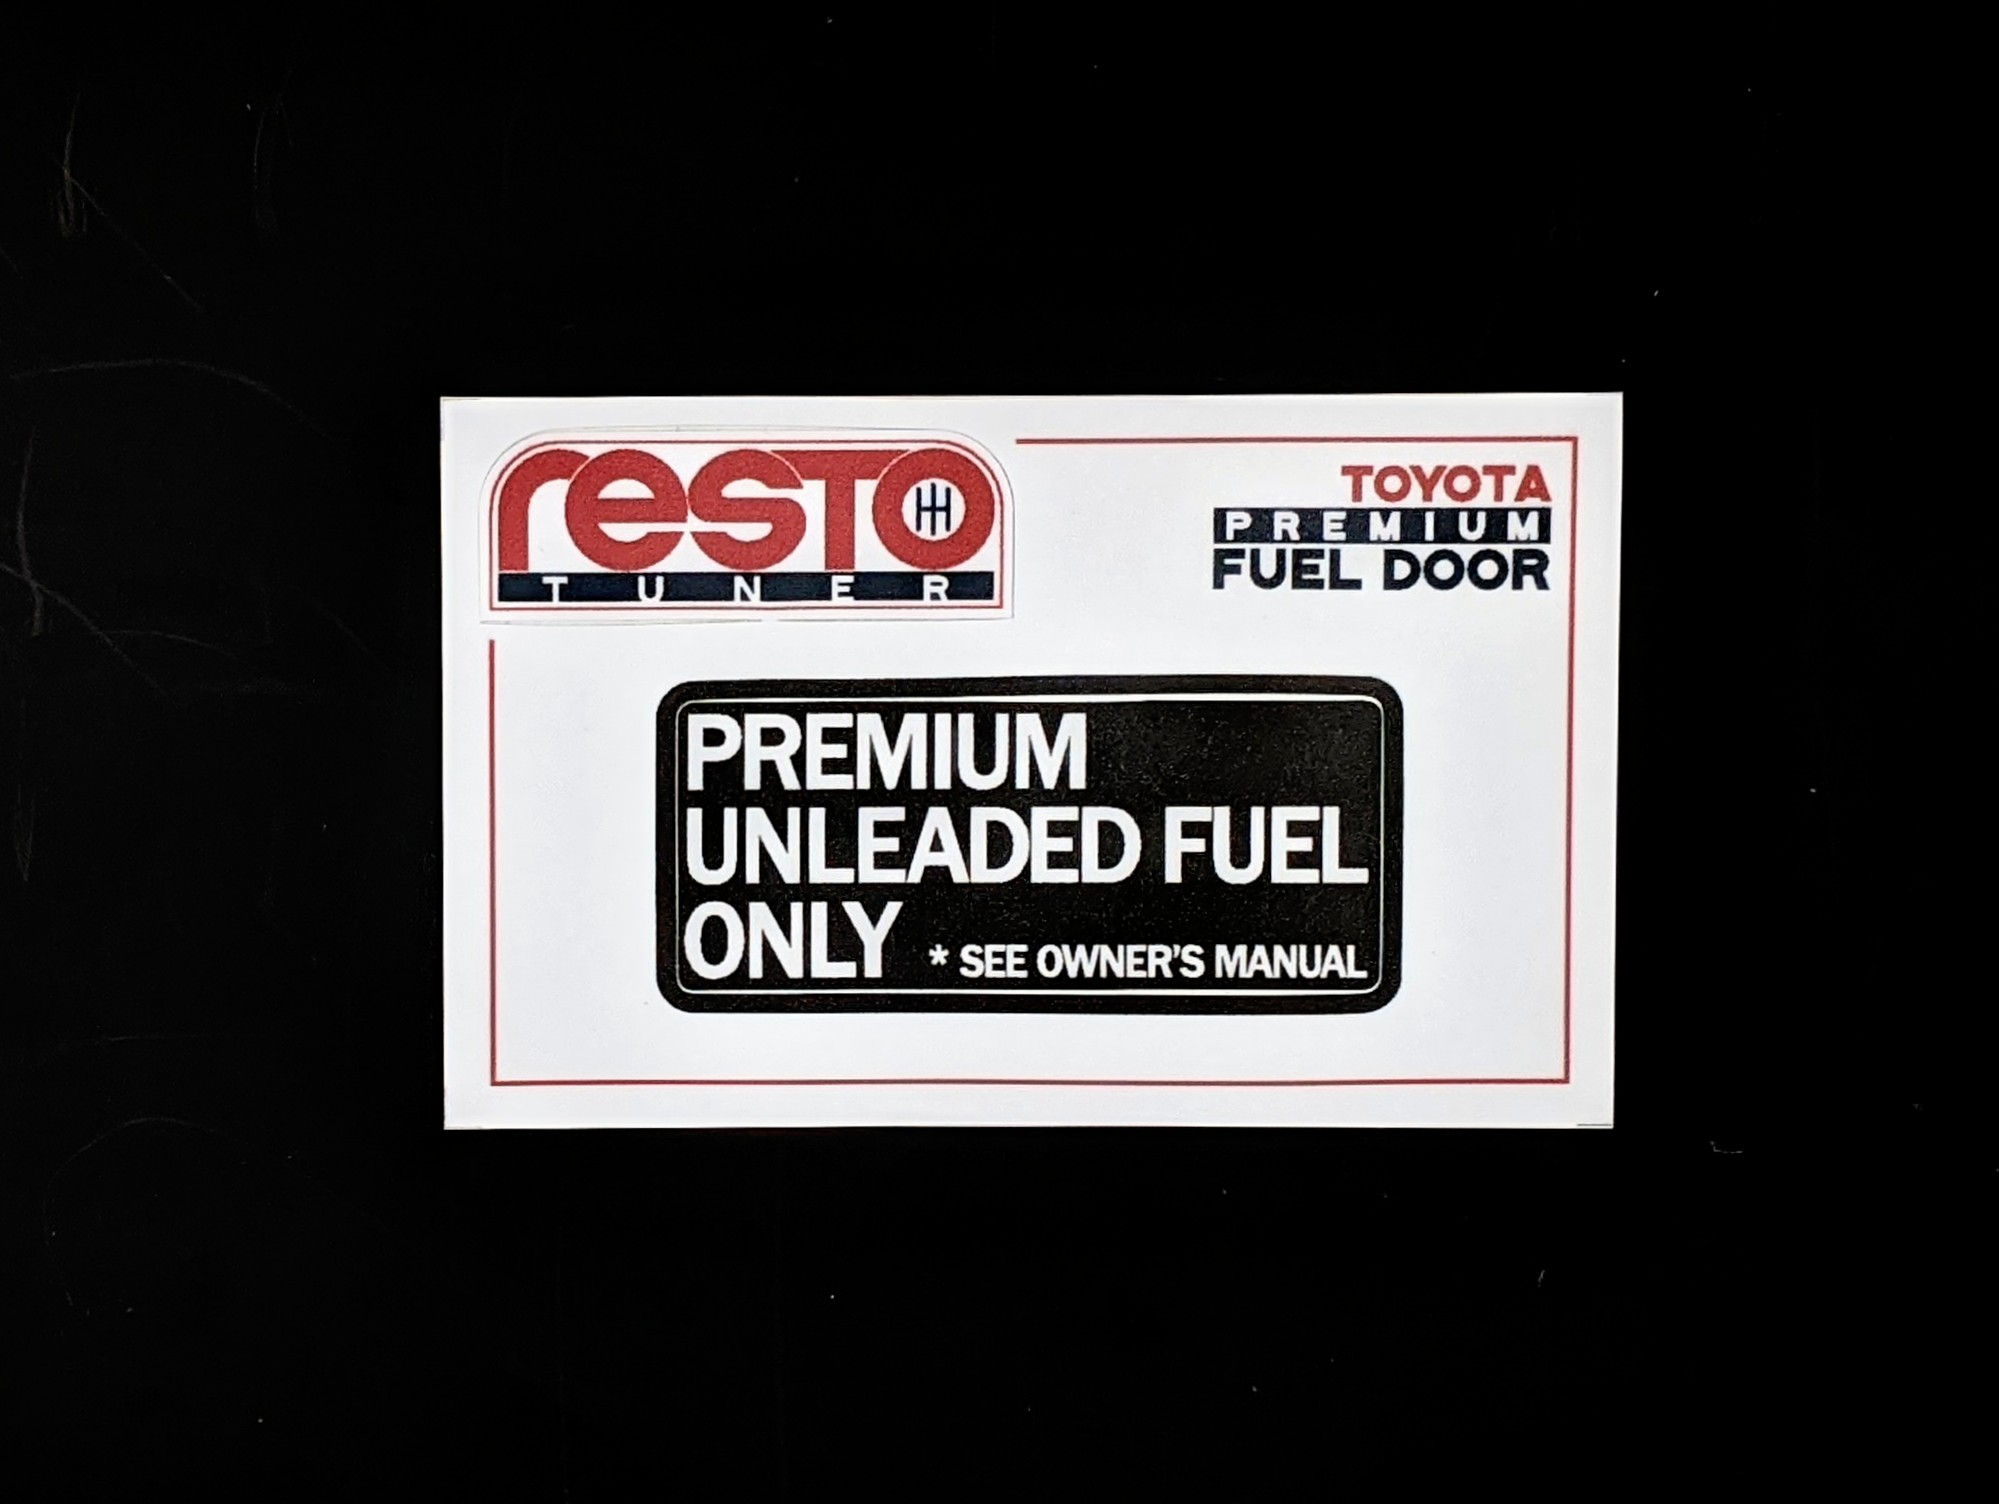 resto
TUNER
TOYOTA
PREMIUM
FUEL DOOR
PREMIUM
UNLEADED FUEL
ONLY * SEE OWNER'S MANUAL